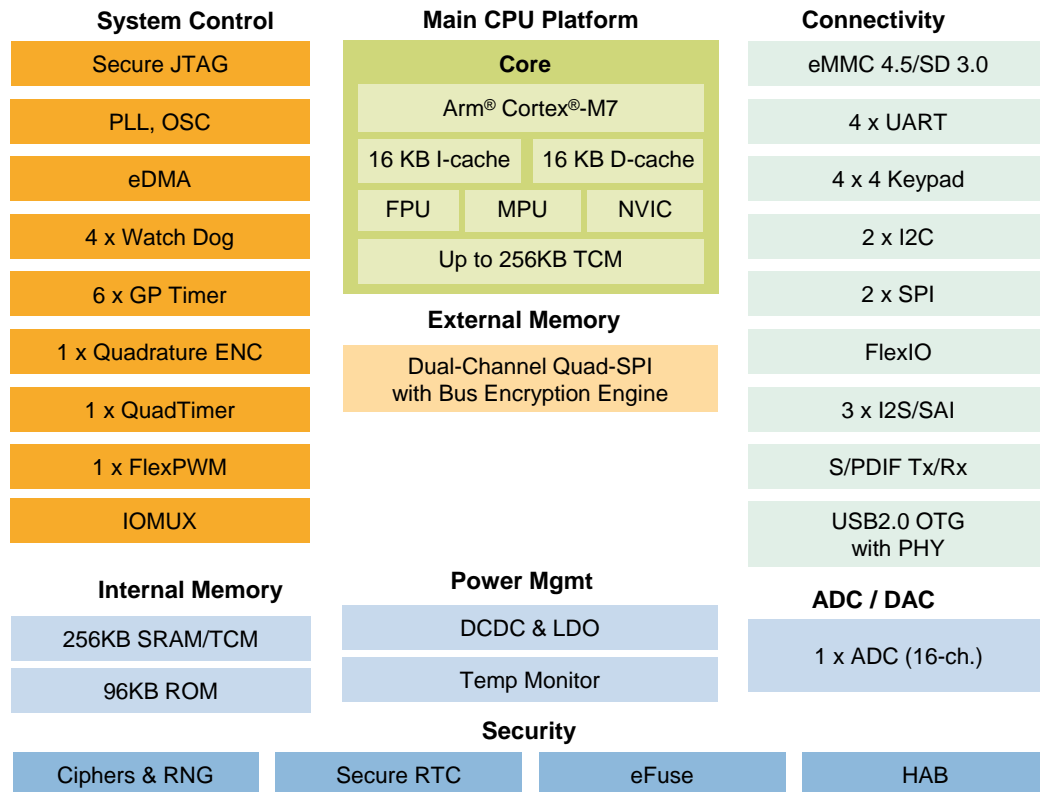 System Control
Secure JTAG
PLL, OSC
eDMA
4 x Watch Dog
6 x GP Timer
1 x Quadrature ENC
1 x QuadTimer
1 x FlexPWM
IOMUX
Main CPU Platform
Core
Arm® Cortex®-M7
16 KB I-cache
16 KB D-cache
FPU
MPU
NVIC
Up to 256KB TCM
External Memory
Dual-Channel Quad-SPI
with Bus Encryption Engine
Connectivity
eMMC 4.5/SD 3.0
4 x UART
4 x 4 Keypad
2 x I2C
2 x SPI
FlexIO
3 x I2S/SAI
S/PDIF Tx/Rx
USB2.0 OTG
with PHY
Internal Memory
256KB SRAM/TCM
96KB ROM
Power Mgmt
DCDC & LDO
Temp Monitor
ADC / DAC
1 x ADC (16-ch.)
Security
Ciphers & RNG
Secure RTC
eFuse
HAB